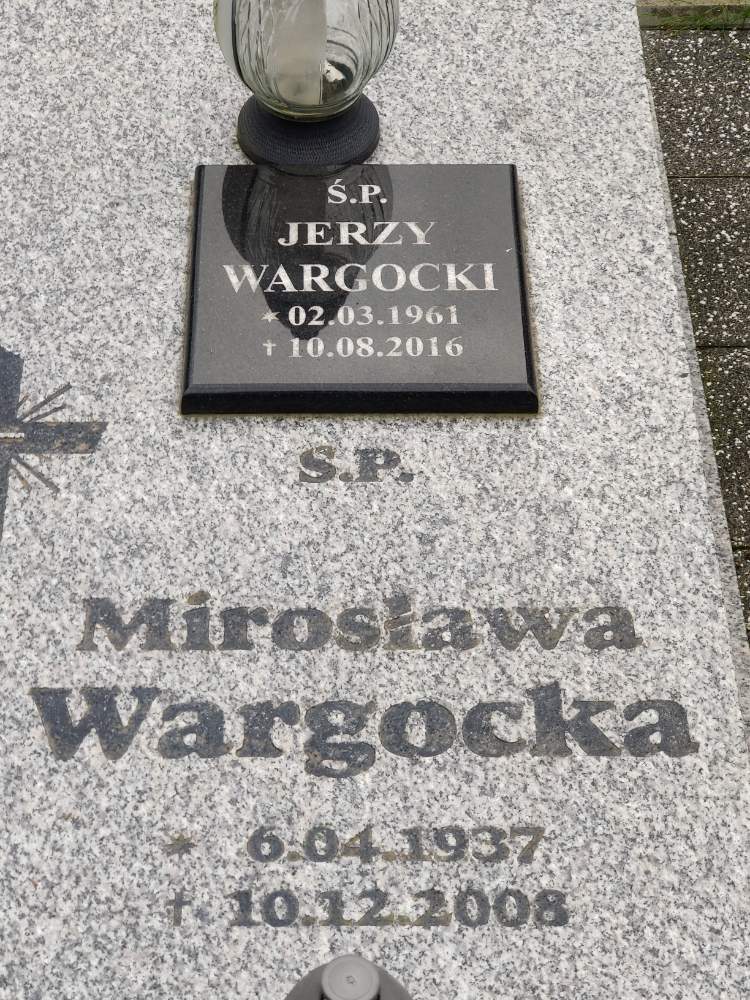 Ś.P.
JERZY
WARGOCKI
* 02.03.1961
† 10.08.2016
Ś.P.
Mirosława
Wargocka
* 6.04.1937
† 10.12.2008